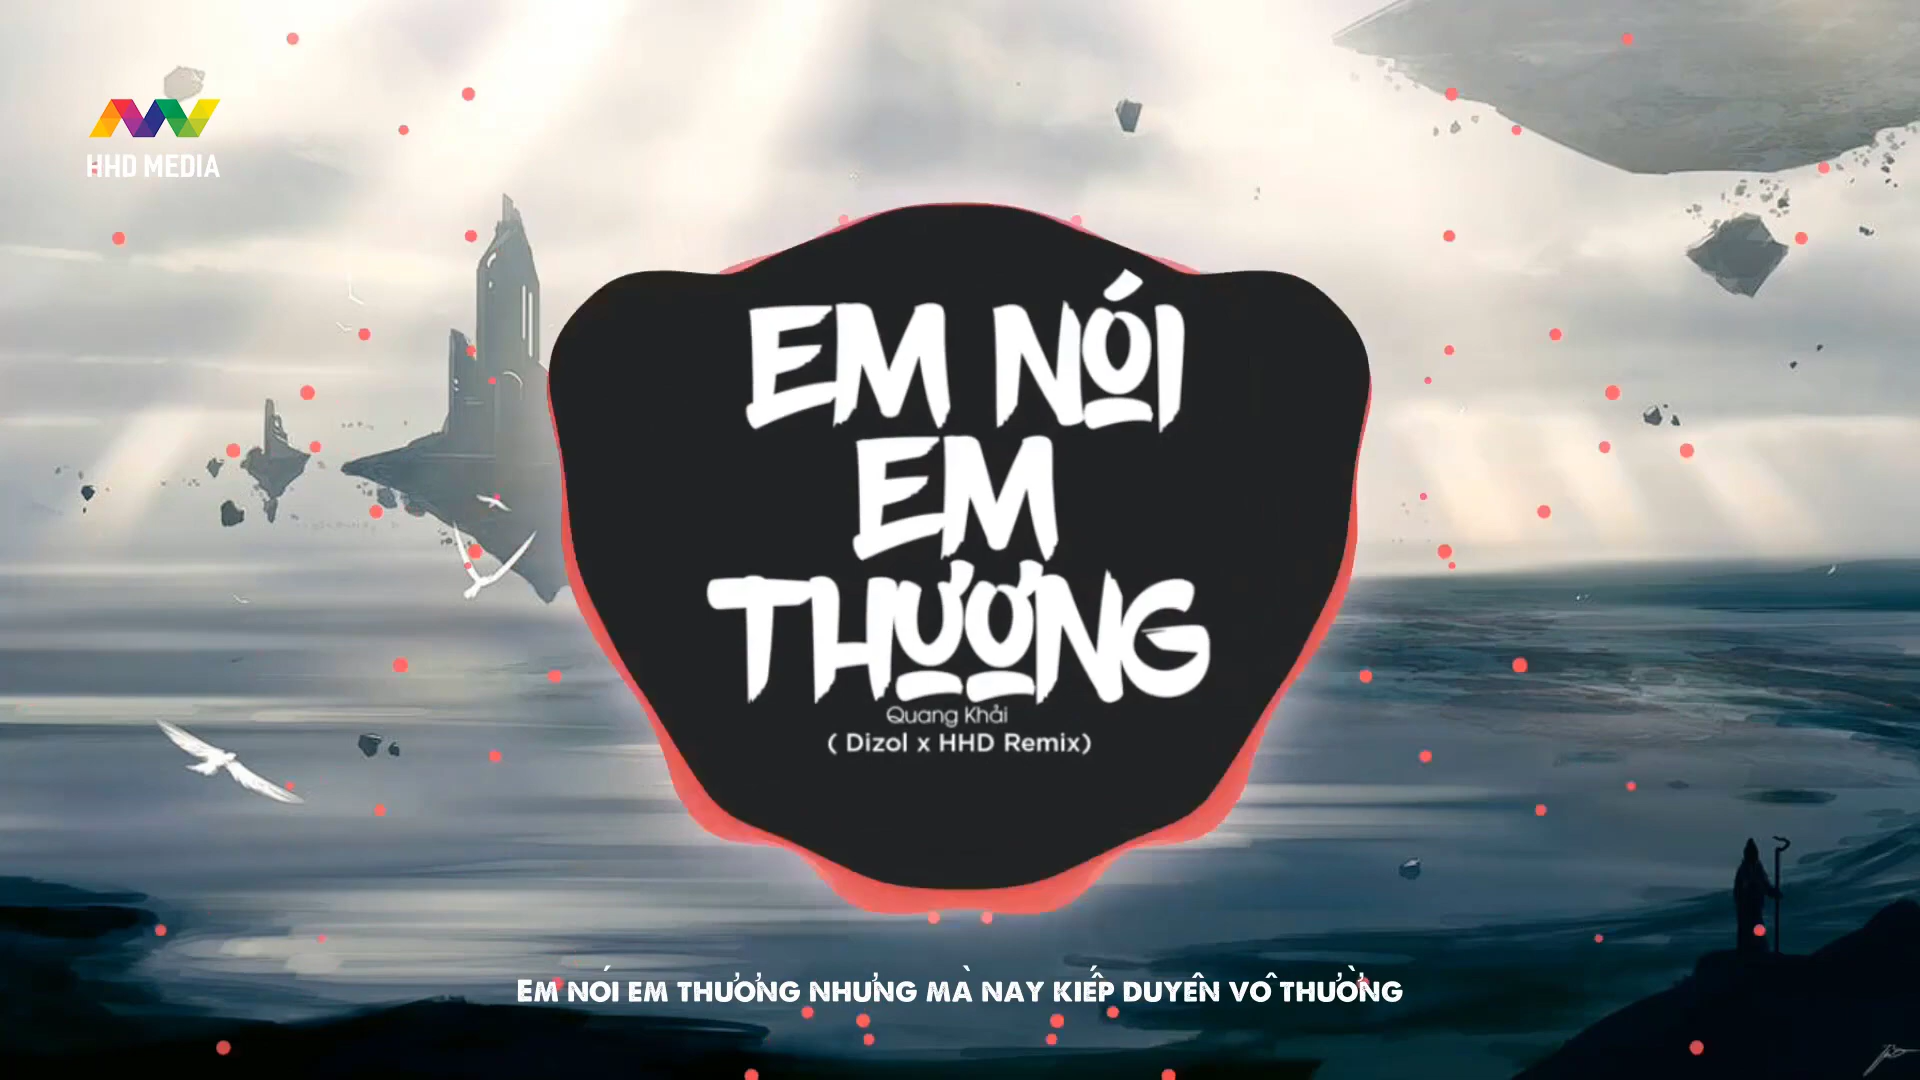 HHD MEDIA
EM NÓI
EM
THƯƠNG
Quang Khải
( Dizol x HHD Remix)
EM NÓI EM THƯƠNG NHƯNG MÀ NAY KIẾP DUYÊN VÔ THƯỜNG